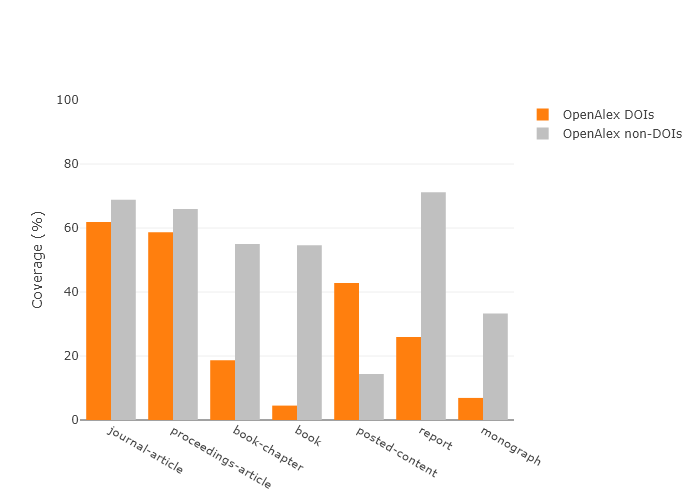 100
80
60
40
20
0
Coverage (%)
journal-article
proceedings-article
book-chapter
book
posted-content
report
monograph
OpenAlex DOIs
OpenAlex non-DOIs